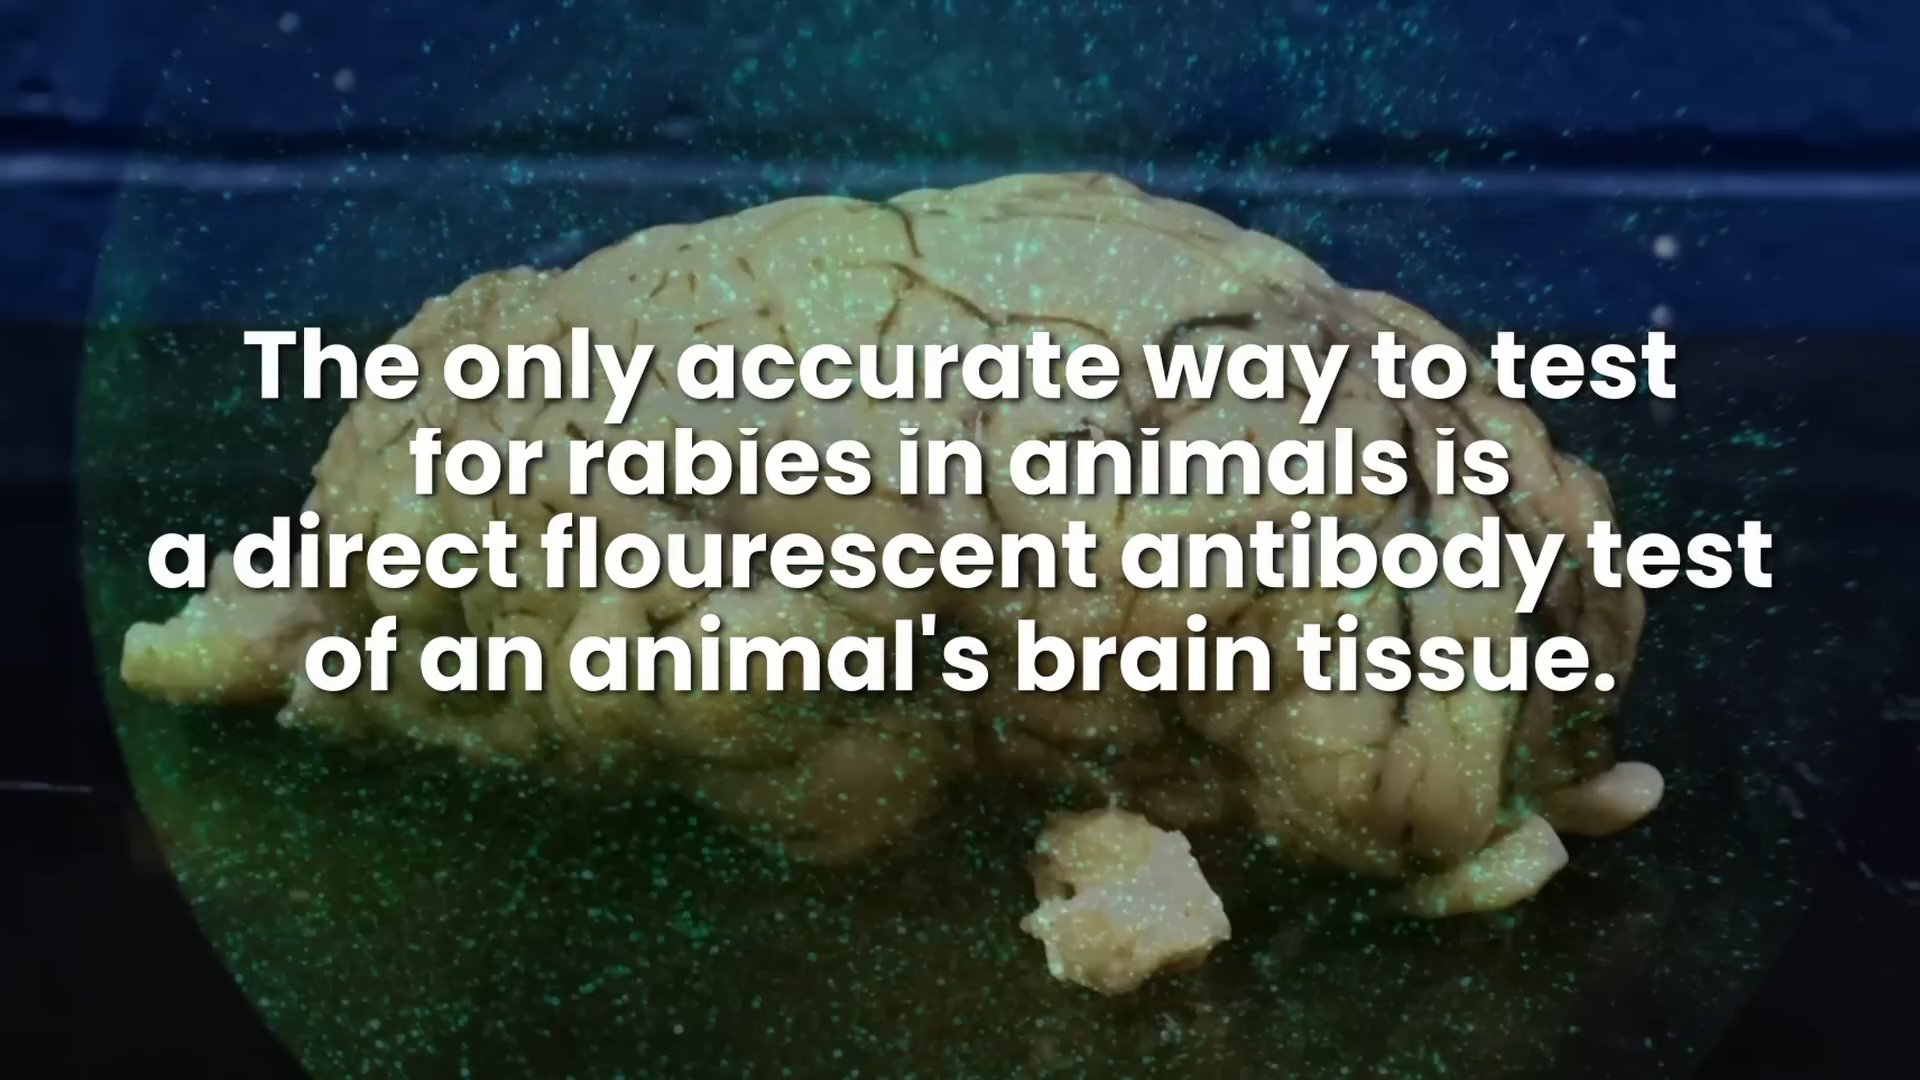 The only accurate way to test
for rabies in animals is
a direct flourescent antibody test
of an animal's brain tissue.